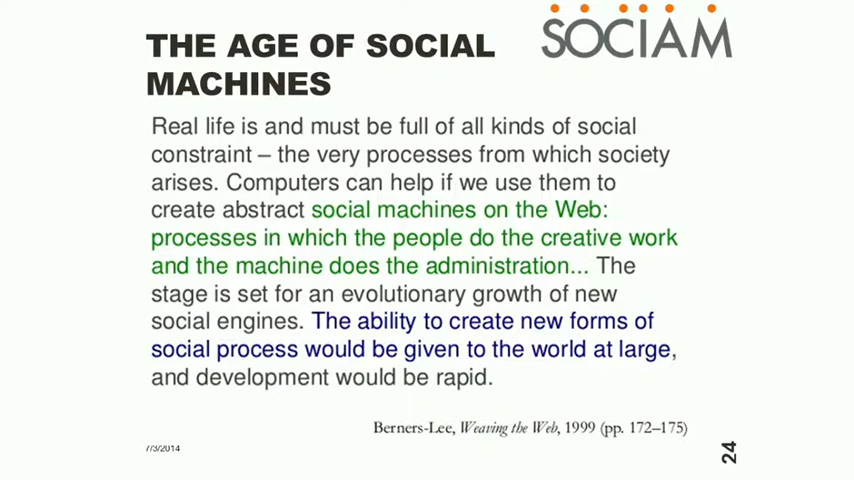 THE AGE OF SOCIAL
MACHINES
SOCIAM
Real life is and must be full of all kinds of social
constraint – the very processes from which society
arises. Computers can help if we use them to
create abstract social machines on the Web:
processes in which the people do the creative work
and the machine does the administration... The
stage is set for an evolutionary growth of new
social engines. The ability to create new forms of
social process would be given to the world at large,
and development would be rapid.
Berners-Lee, Weaving the Web, 1999 (pp. 172–175)
7/3/2014
24